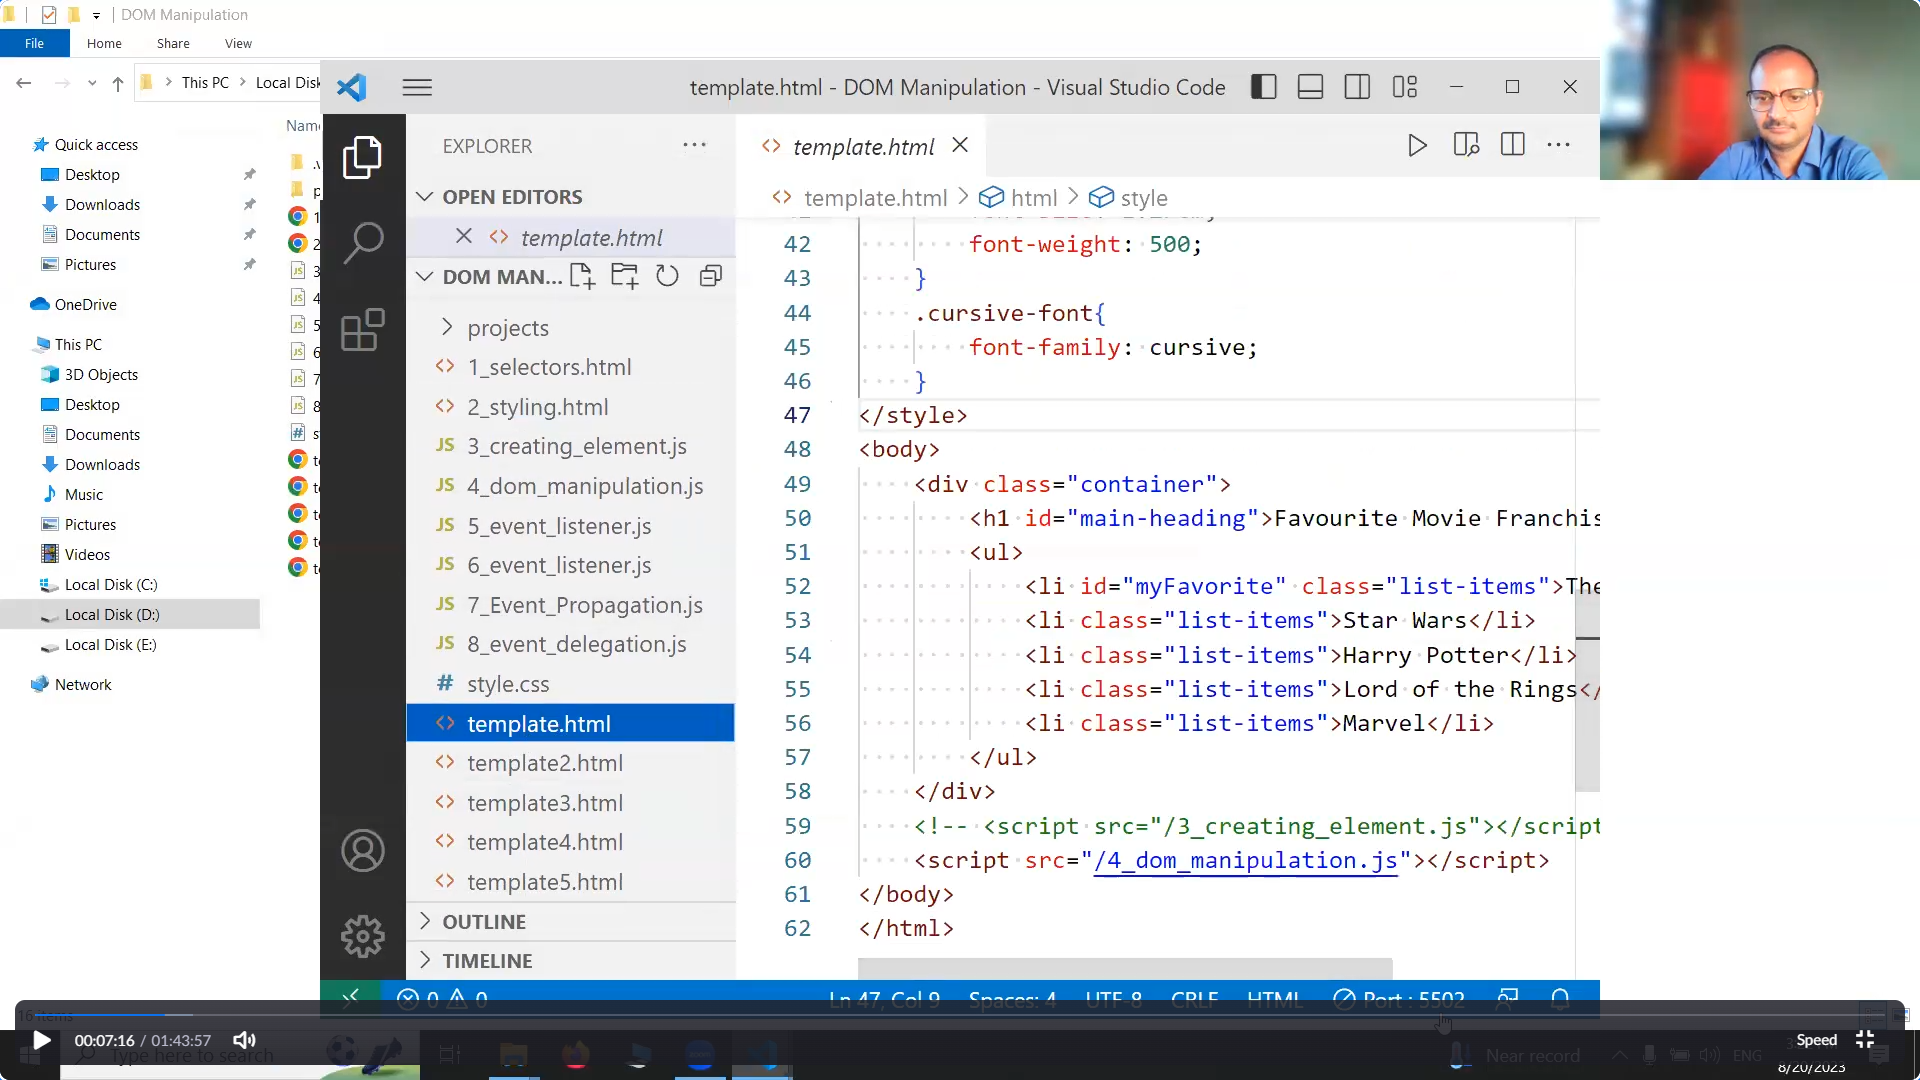 DOM Manipulation
File Home Share View
This PC > Local Disk
Name
Quick access
Desktop
Downloads
Documents
Pictures
OneDrive
This PC
3D Objects
Desktop
Documents
Downloads
Music
Pictures
Videos
Local Disk (C:)
Local Disk (D:)
Local Disk (E:)
Network
template.html - DOM Manipulation - Visual Studio Code
EXPLORER
OPEN EDITORS
template.html
DOM MAN...
projects
1_selectors.html
2_styling.html
3_creating_element.js
4_dom_manipulation.js
5_event_listener.js
6_event_listener.js
7_Event_Propagation.js
8_event_delegation.js
style.css
template.html
template2.html
template3.html
template4.html
template5.html
OUTLINE
TIMELINE
template.html
template.html > html > style
42 font-weight: 500;
43 }
44 .cursive-font{
45 font-family: cursive;
46 }
47 </style>
48 <body>
49 <div class="container">
50 <h1 id="main-heading">Favourite Movie Franchis
51 <ul>
52 <li id="myFavorite" class="list-items">The
53 <li class="list-items">Star Wars</li>
54 <li class="list-items">Harry Potter</li>
55 <li class="list-items">Lord of the Rings</
56 <li class="list-items">Marvel</li>
57 </ul>
58 </div>
59 <!-- <script src="/3_creating_element.js"></script
60 <script src="/4_dom_manipulation.js"></script>
61 </body>
62 </html>
0 0 Ln 47, Col 9 Spaces: 4 UTF-8 CRLF HTML Port : 5502
16 items
00:07:16 / 01:43:57 Speed
Type here to search Near record ENG
8/20/2023